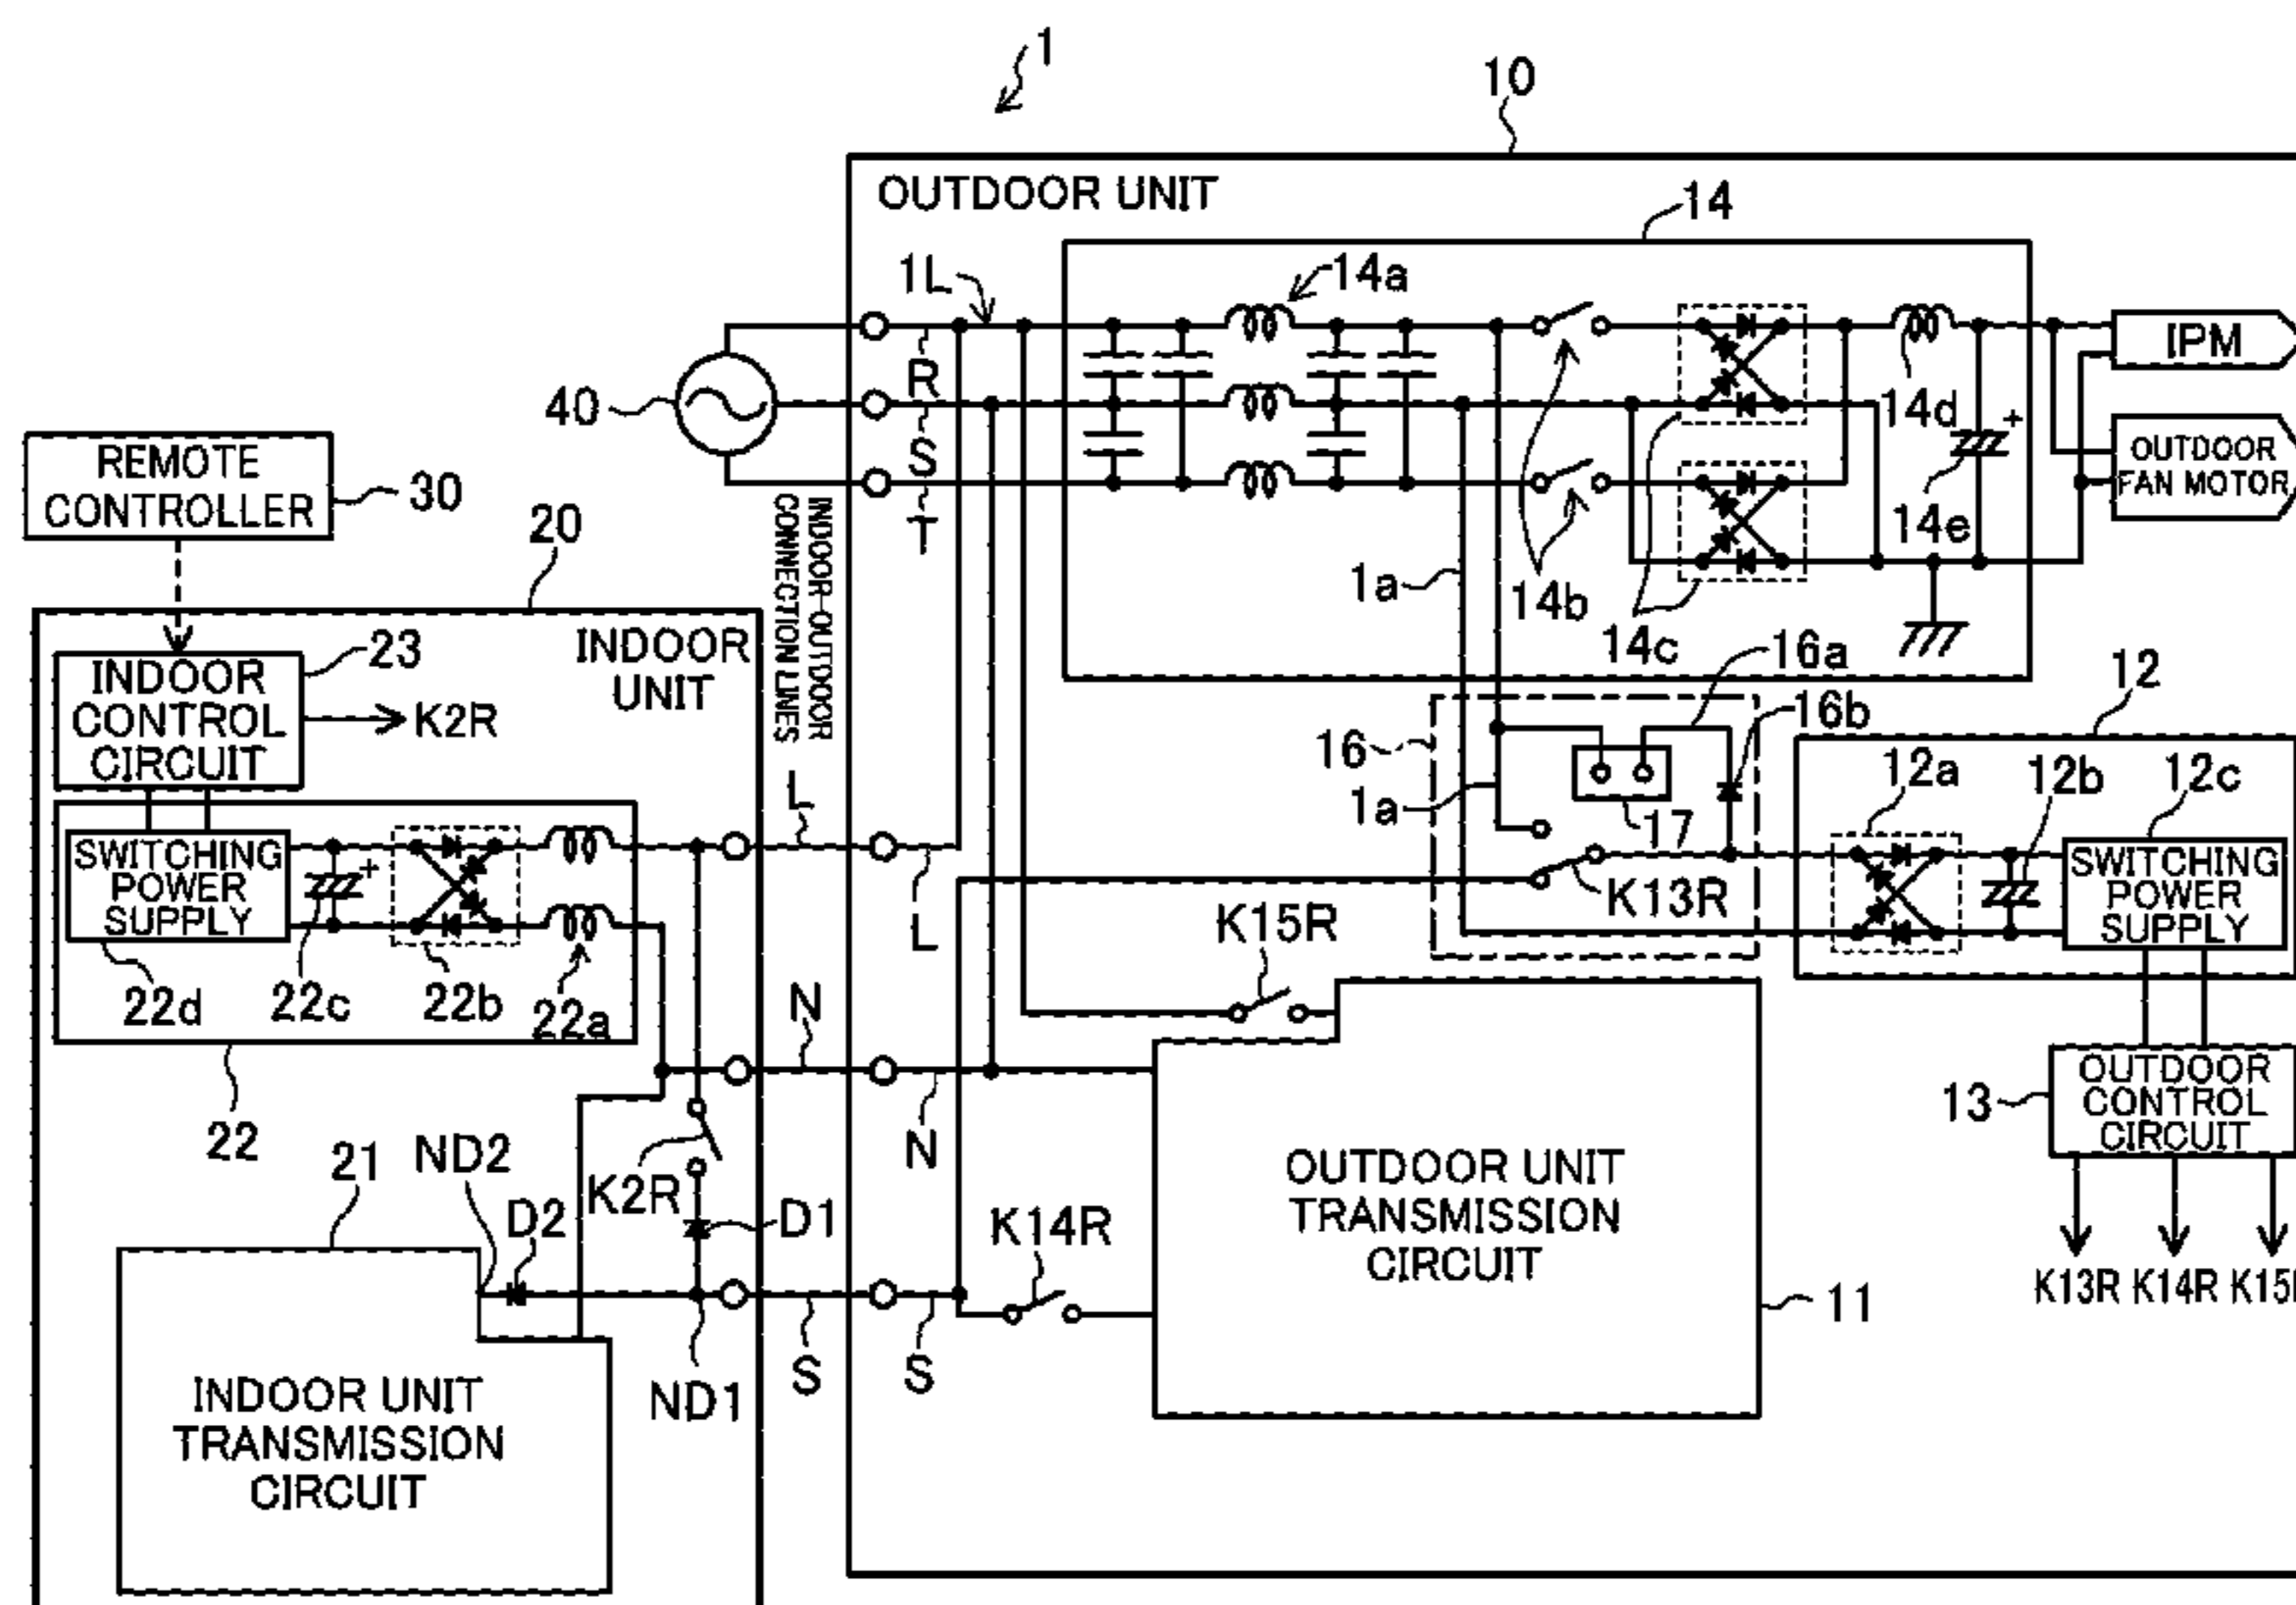 1
10
OUTDOOR UNIT
14
1L
14a
R
S
T
40
IPM
14d
+
OUTDOOR
FAN MOTOR
14e
14b
14c
1a
REMOTE
CONTROLLER
30
20
INDOOR-OUTDOOR
CONNECTION LINES
INDOOR
UNIT
23
INDOOR
CONTROL
CIRCUIT
K2R
16a
16b
16
1a
17
K13R
12
12a
12b
12c
SWITCHING
POWER
SUPPLY
L
L
SWITCHING
POWER
SUPPLY
+
22d
22c
22b
22a
22
K15R
N
N
13
OUTDOOR
CONTROL
CIRCUIT
K13R K14R K15
21
ND2
D2
K2R
D1
K14R
OUTDOOR UNIT
TRANSMISSION
CIRCUIT
11
ND1
S
S
INDOOR UNIT
TRANSMISSION
CIRCUIT